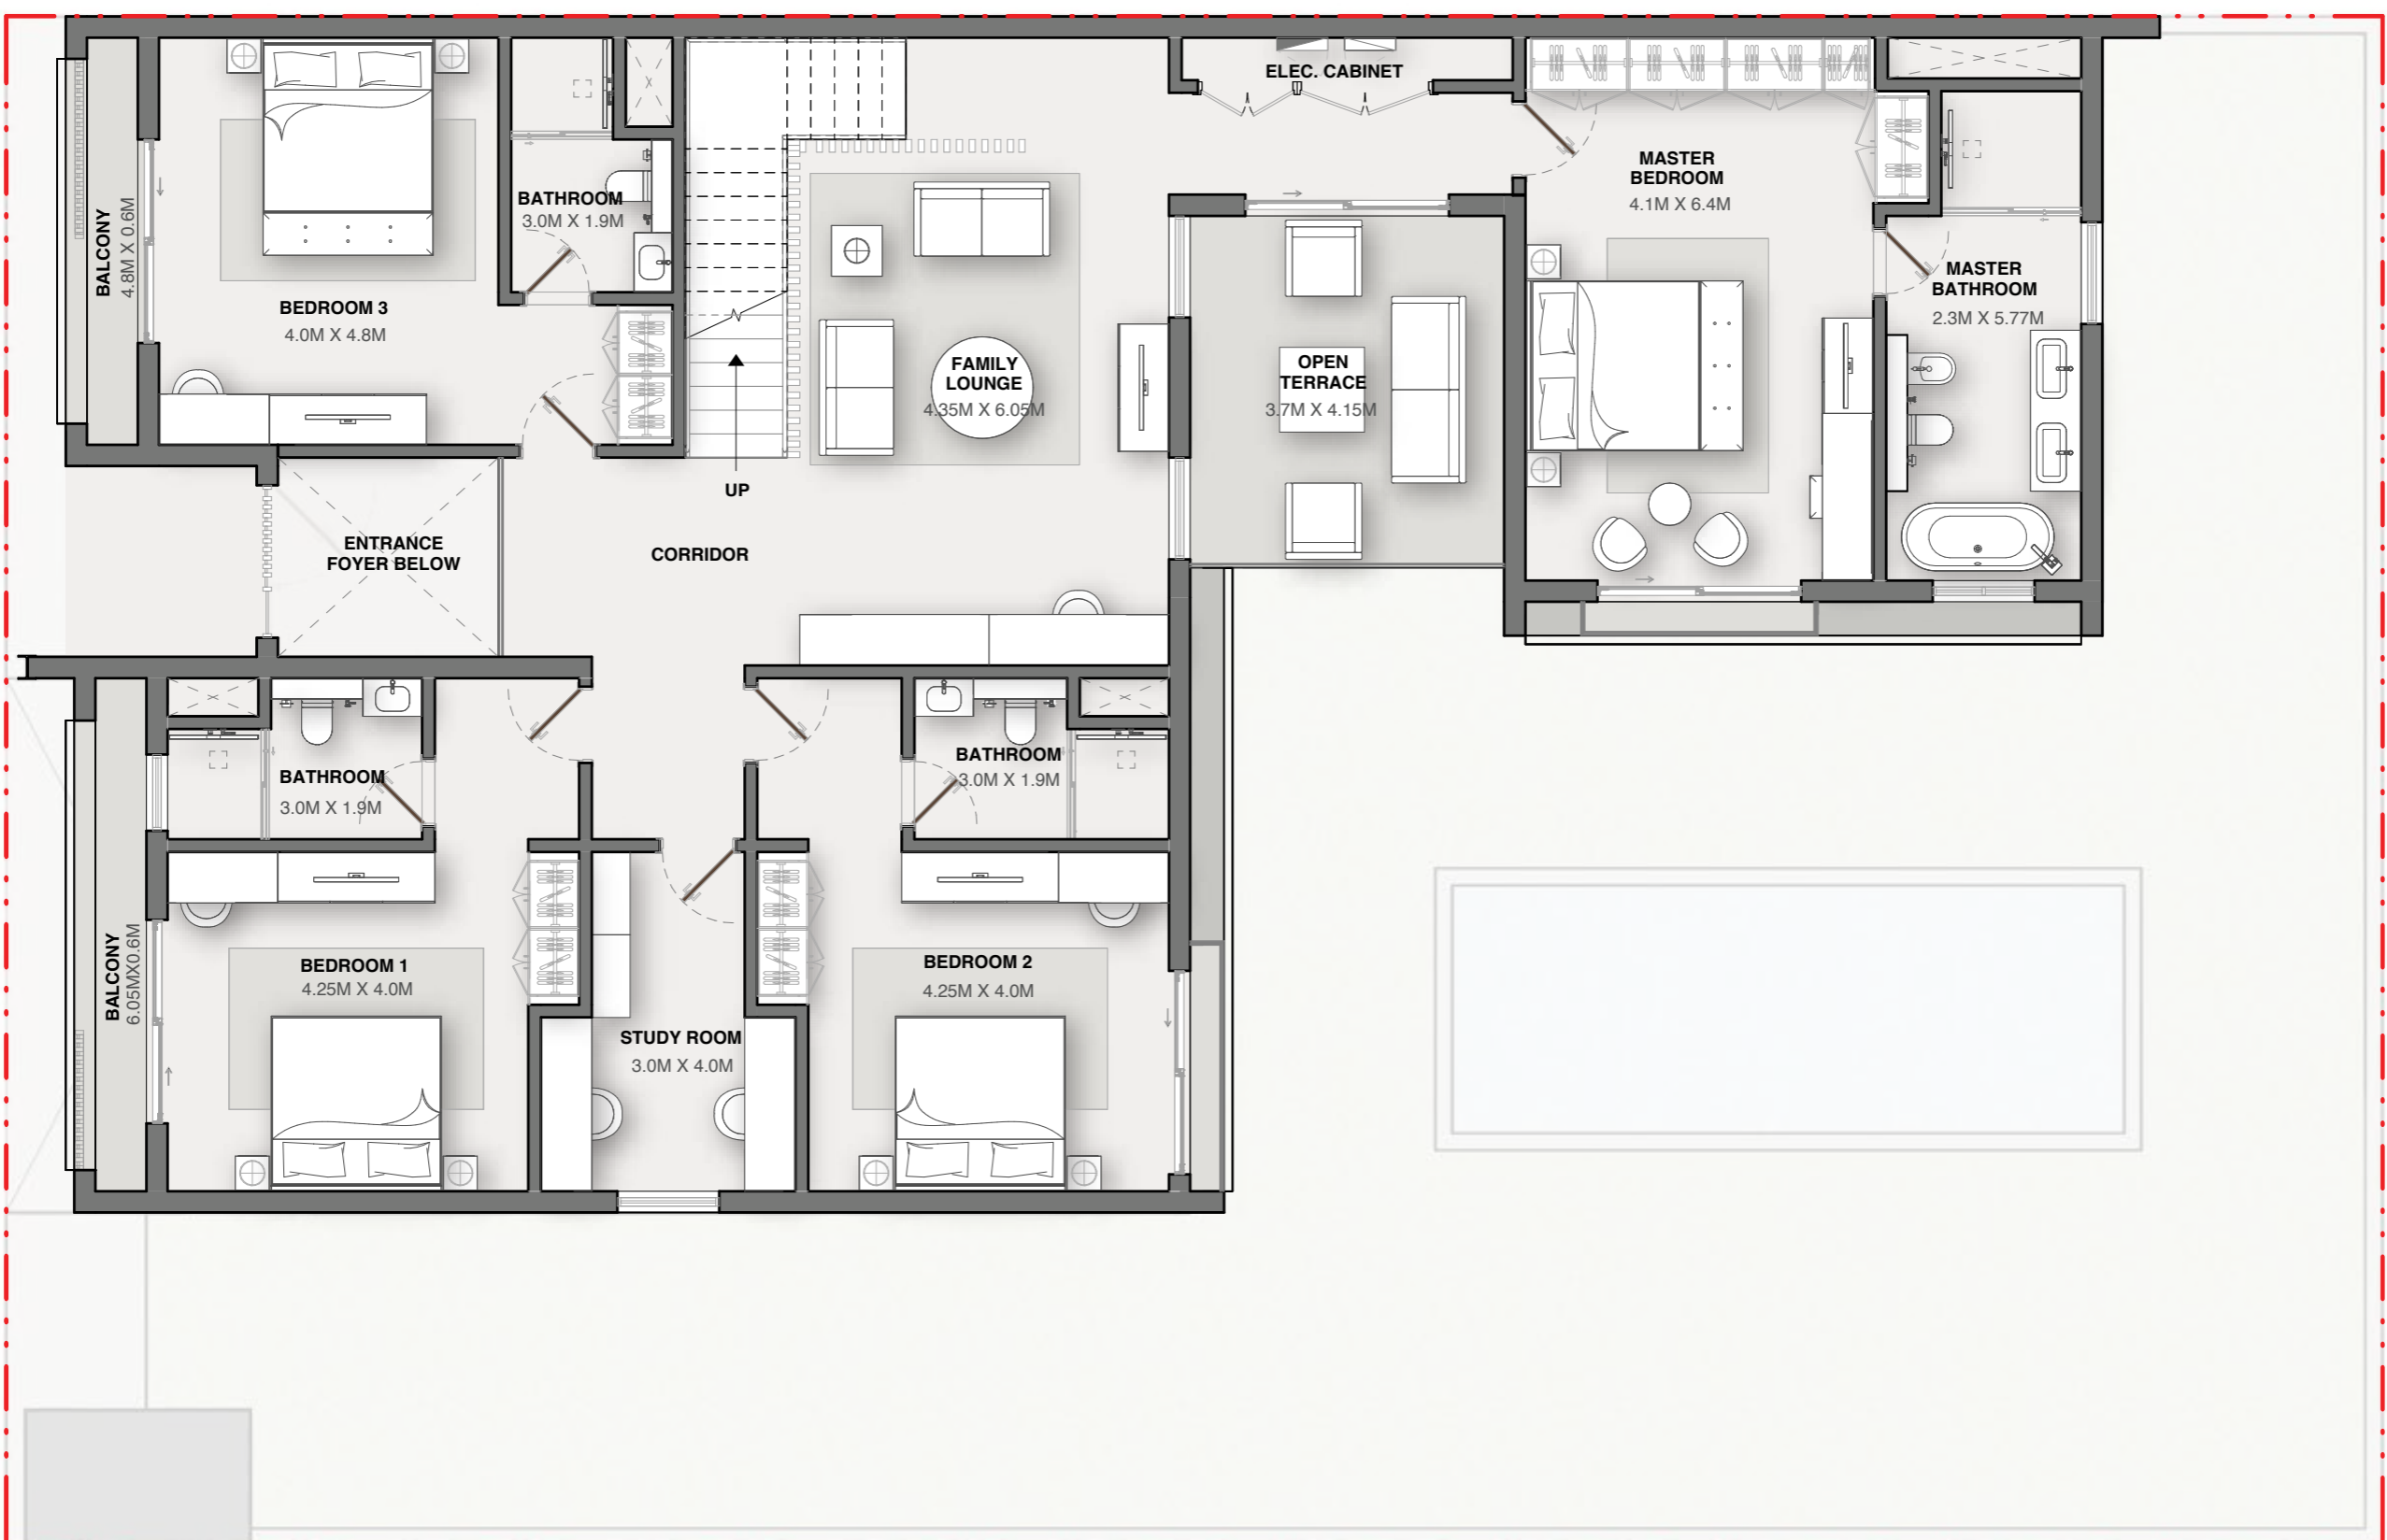 ELEC. CABINET
MASTER
BEDROOM
4.1M X 6.4M
BATHROOM
3.0M X 1.9M
BALCONY
4.8M X 0.6M
MASTER
BATHROOM
2.3M X 5.77M
BEDROOM 3
4.0M X 4.8M
FAMILY
LOUNGE
4.35M X 6.05M
OPEN
TERRACE
3.7M X 4.15M
UP
ENTRANCE
FOYER BELOW
CORRIDOR
BATHROOM
3.0M X 1.9M
BATHROOM
3.0M X 1.9M
BALCONY
6.05MX0.6M
BEDROOM 1
4.25M X 4.0M
BEDROOM 2
4.25M X 4.0M
STUDY ROOM
3.0M X 4.0M